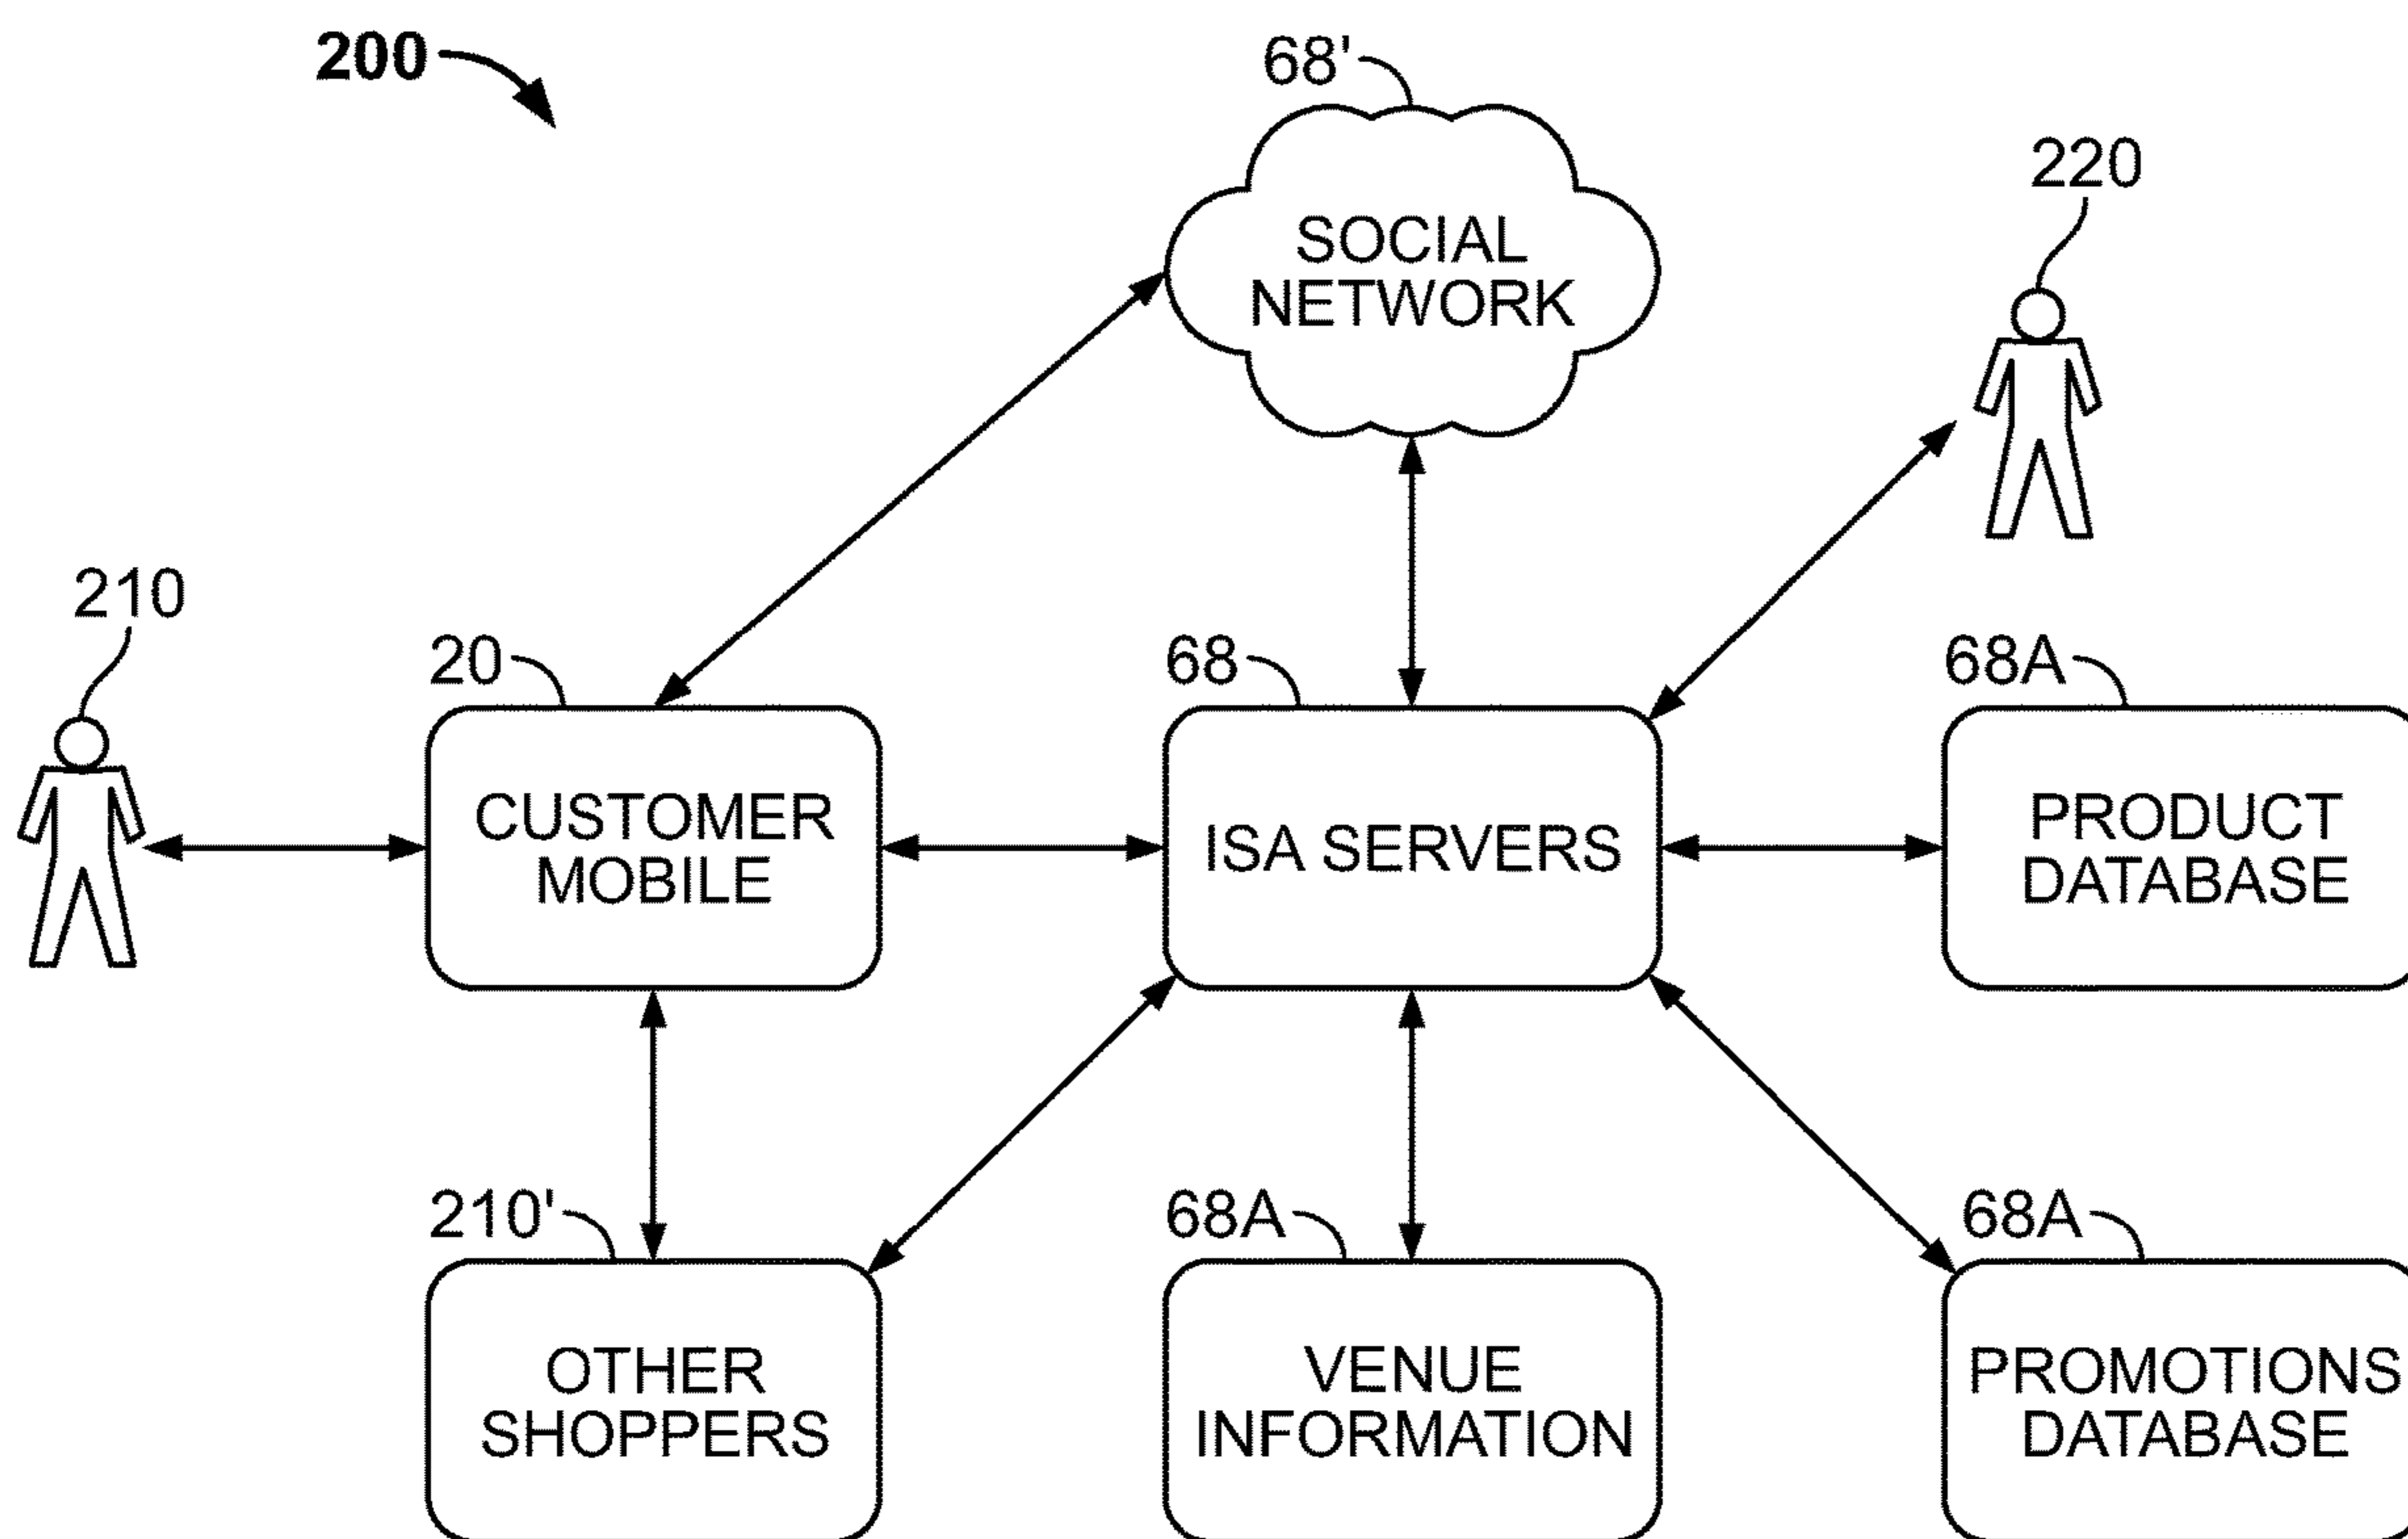 200
68'
SOCIAL
NETWORK
220
210
20
CUSTOMER
MOBILE
68
ISA SERVERS
68A
PRODUCT
DATABASE
210'
OTHER
SHOPPERS
68A
VENUE
INFORMATION
68A
PROMOTIONS
DATABASE